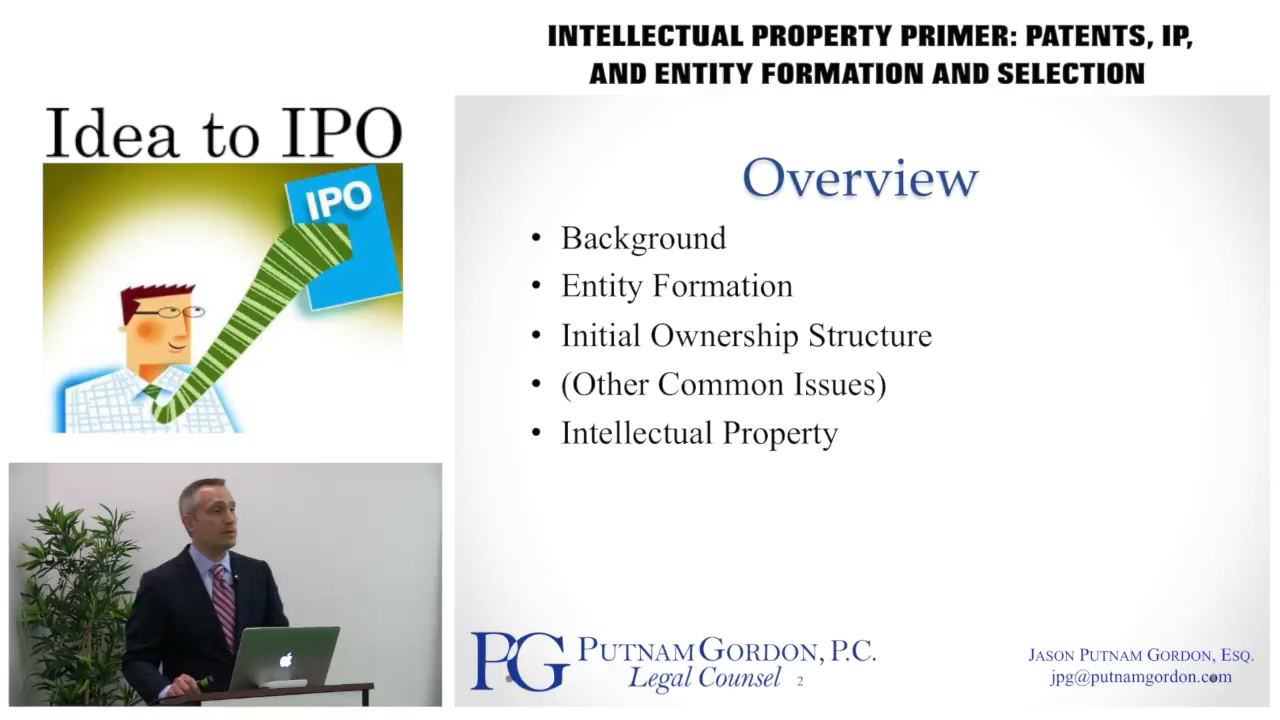 INTELLECTUAL PROPERTY PRIMER: PATENTS, IP,
AND ENTITY FORMATION AND SELECTION
Idea to IPO
IPO
Overview
• Background
• Entity Formation
• Initial Ownership Structure
• (Other Common Issues)
• Intellectual Property
PG PUTNAM GORDON, P.C.
Legal Counsel 2
JASON PUTNAM GORDON, ESQ.
jpg@putnamgordon.com